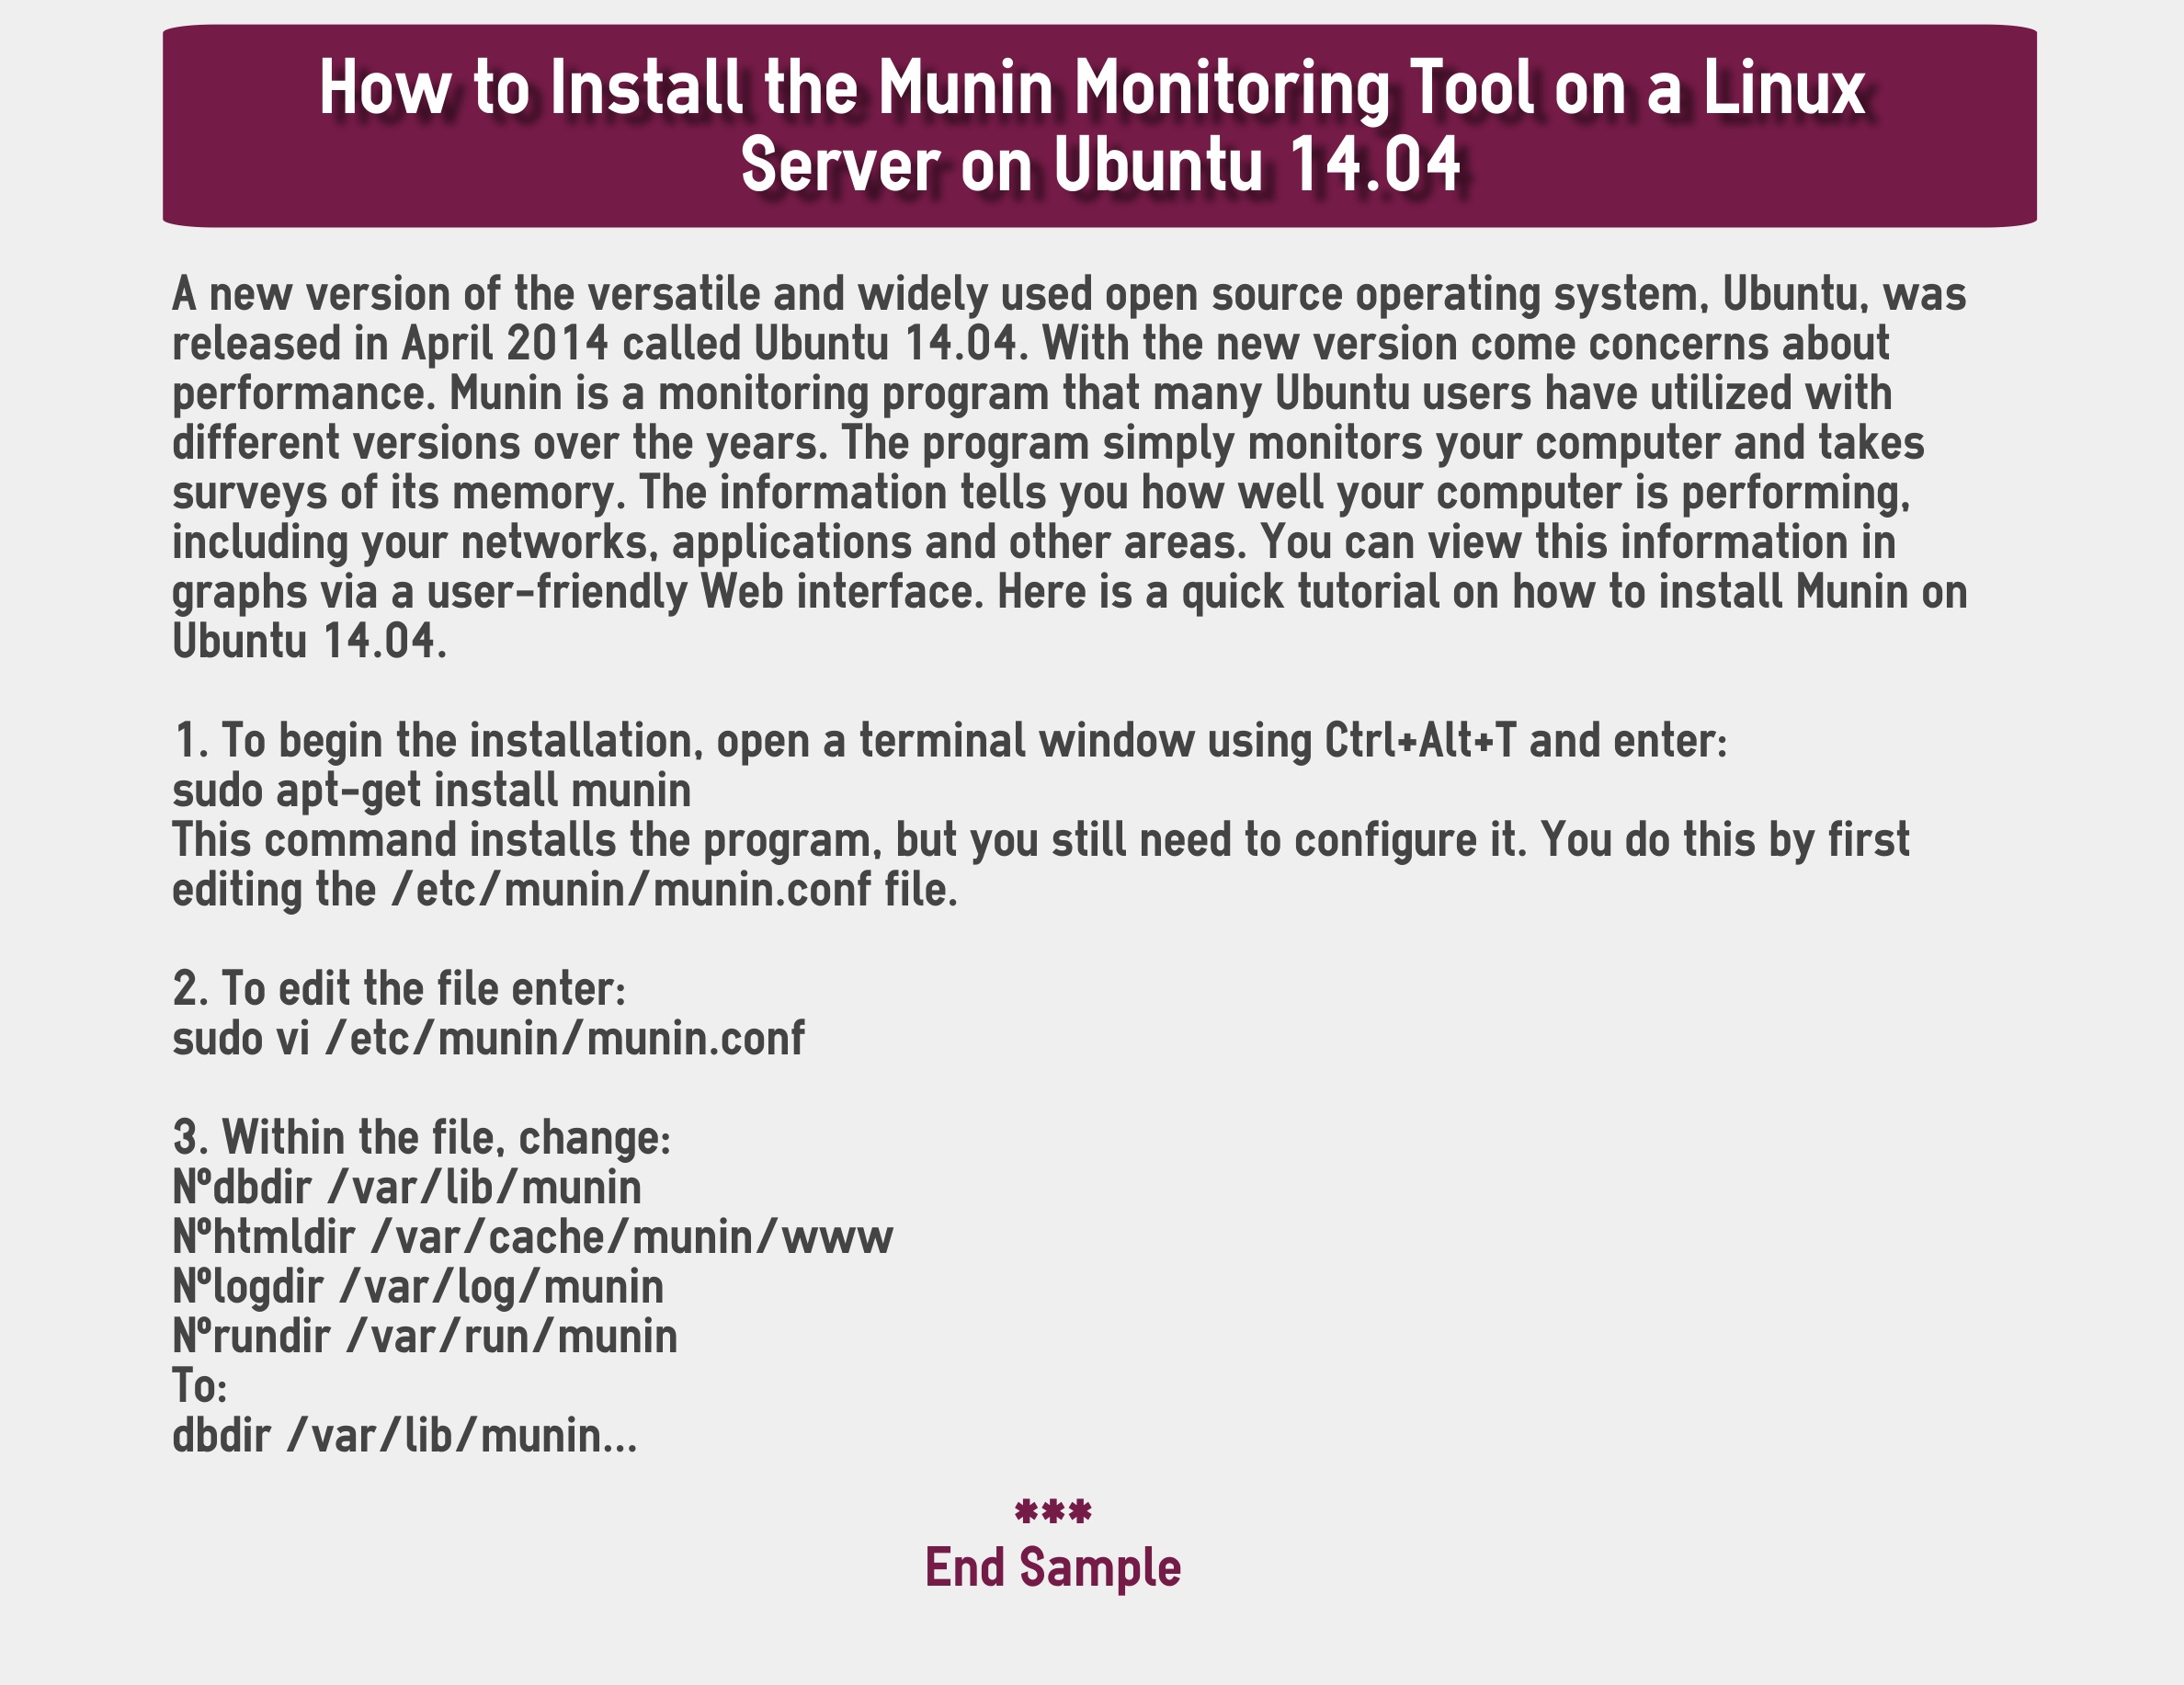 How to Install the Munin Monitoring Tool on a Linux
Server on Ubuntu 14.04
A new version of the versatile and widely used open source operating system, Ubuntu, was
released in April 2014 called Ubuntu 14.04. With the new version come concerns about
performance. Munin is a monitoring program that many Ubuntu users have utilized with
different versions over the years. The program simply monitors your computer and takes
surveys of its memory. The information tells you how well your computer is performing,
including your networks, applications and other areas. You can view this information in
graphs via a user-friendly Web interface. Here is a quick tutorial on how to install Munin on
Ubuntu 14.04.
1. To begin the installation, open a terminal window using Ctrl+Alt+T and enter:
sudo apt-get install munin
This command installs the program, but you still need to configure it. You do this by first
editing the /etc/munin/munin.conf file.
2. To edit the file enter:
sudo vi /etc/munin/munin.conf
3. Within the file, change:
Nºdbdir /var/lib/munin
Nºhtmldir /var/cache/munin/www
Nºlogdir /var/log/munin
Nºrundir /var/run/munin
To:
dbdir /var/lib/munin...
***
End Sample